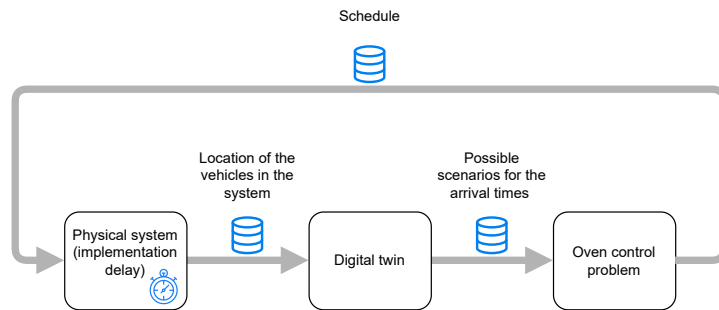 Schedule
Location of the
vehicles in the
system
Possible
scenarios for the
arrival times
Physical system
(implementation
delay)
Digital twin
Oven control
problem